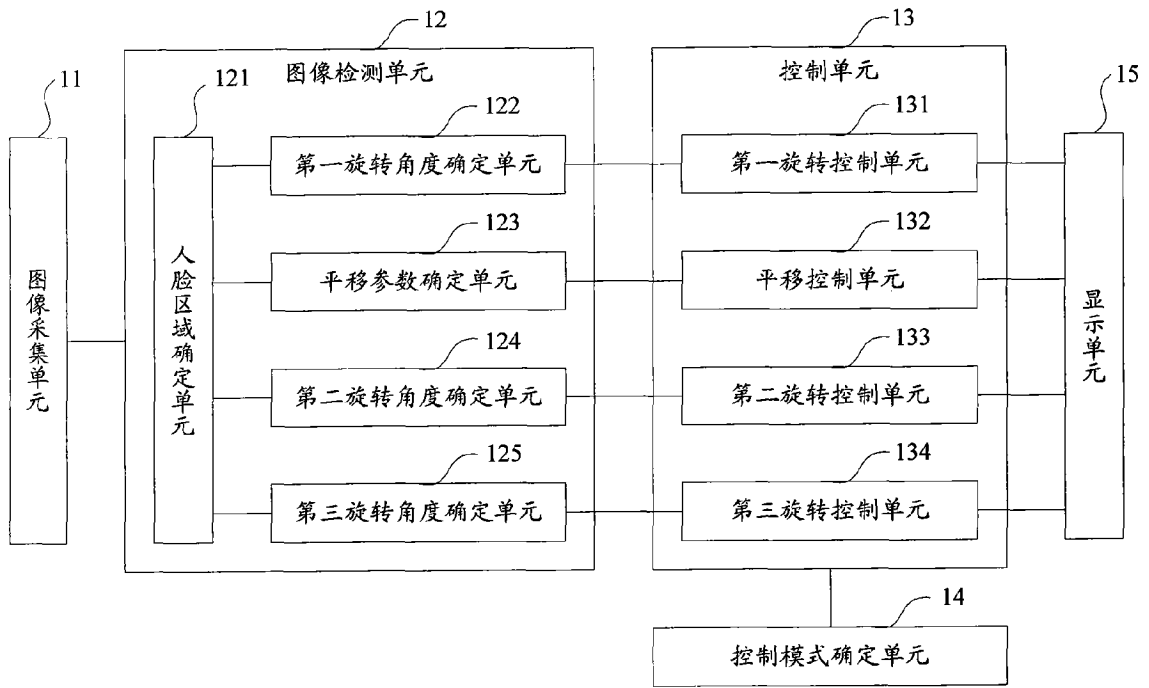 12
13
图像检测单元
控制单元
11
121
15
122
131
第一旋转角度确定单元
第一旋转控制单元
123
132
平移参数确定单元
平移控制单元
图像采集单元
人脸区域确定单元
显示单元
124
133
第二旋转角度确定单元
第二旋转控制单元
125
134
第三旋转角度确定单元
第三旋转控制单元
14
控制模式确定单元